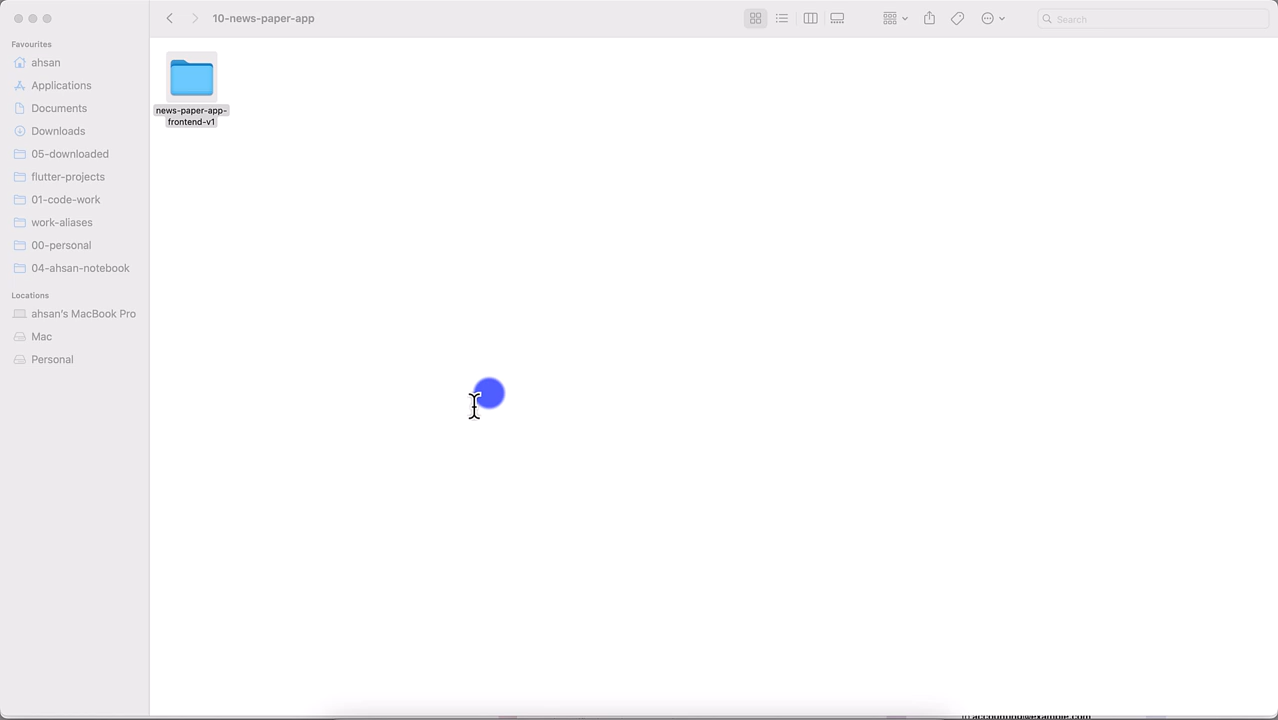 10-news-paper-app
Search
Favourites
ahsan
Applications
Documents
Downloads
05-downloaded
flutter-projects
01-code-work
work-aliases
00-personal
04-ahsan-notebook
Locations
ahsan's MacBook Pro
Mac
Personal
news-paper-app-
frontend-v1